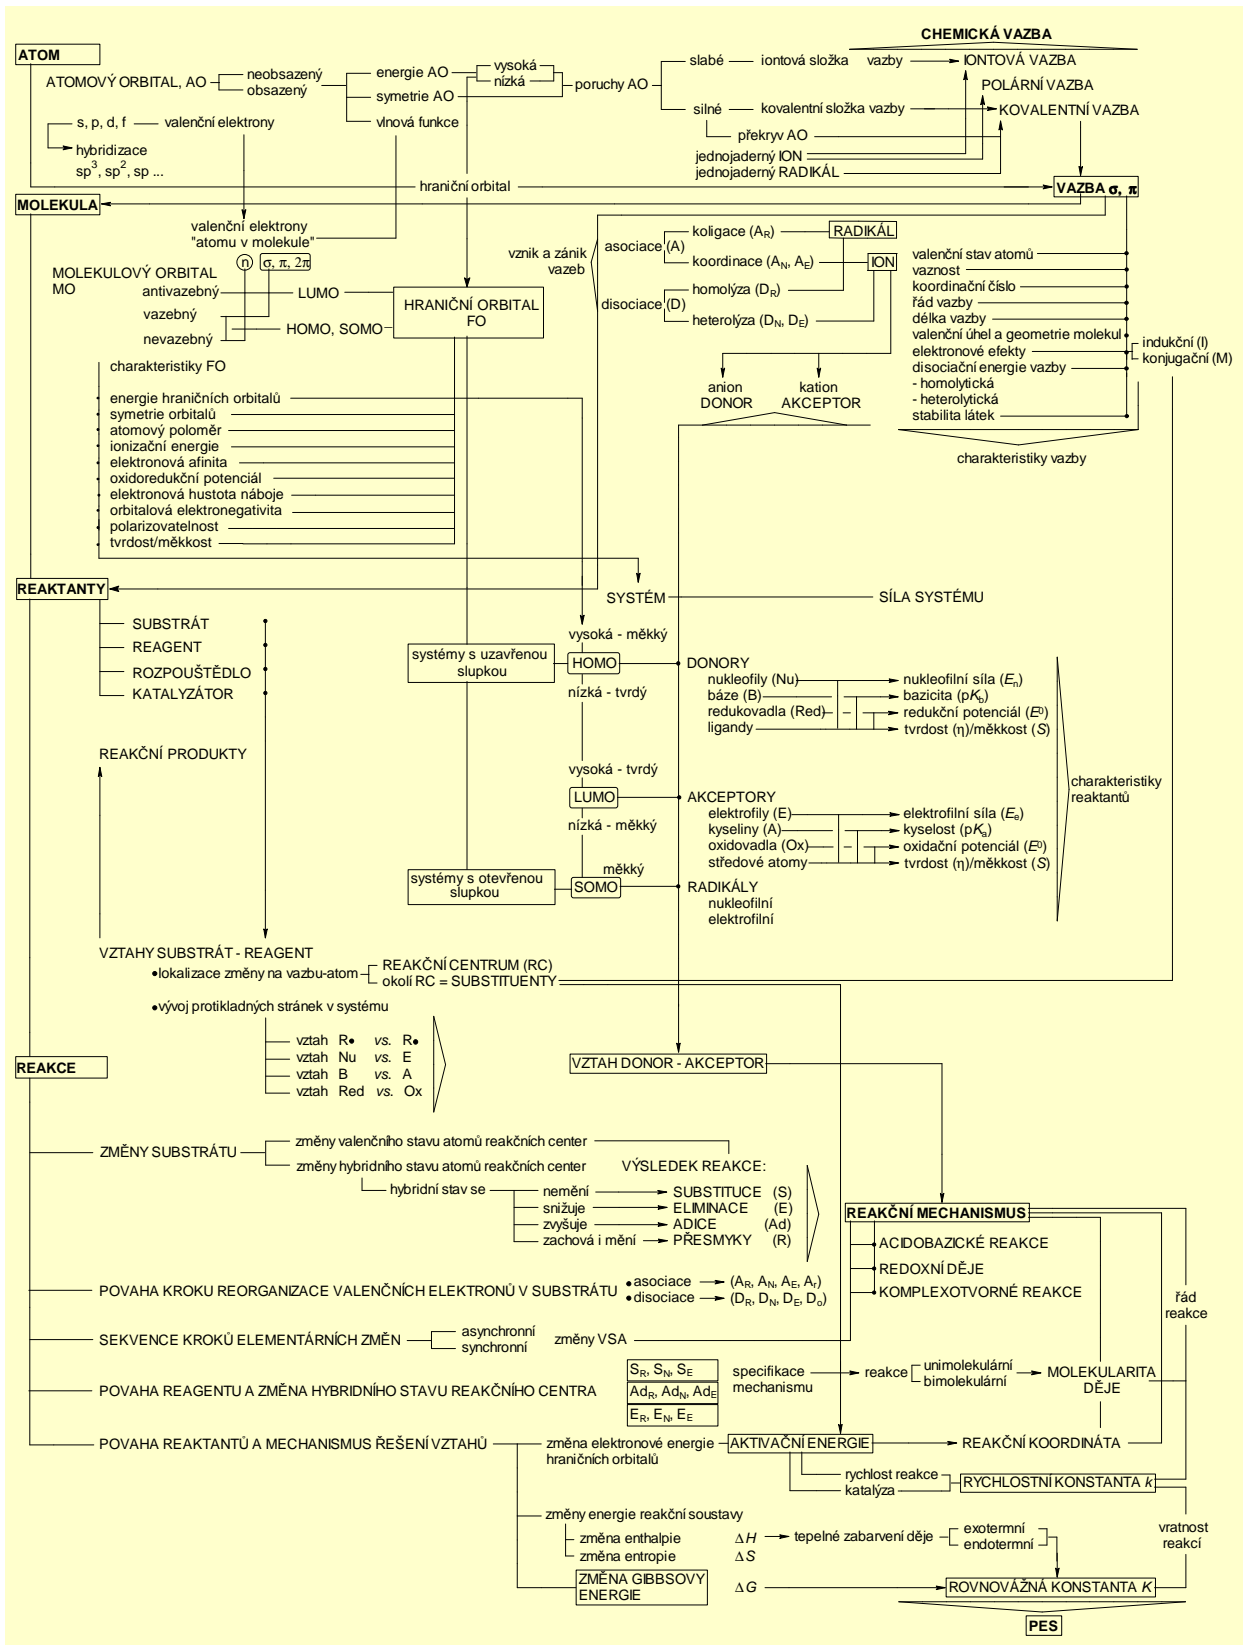 CHEMICKÁ VAZBA
ATOM
ATOMOVÝ ORBITAL, AO
neobsazený
obsazený
energie AO
symetrie AO
vlnová funkce
vysoká
nízká
poruchy AO
slabé
iontová složka
vazby
IONTOVÁ VAZBA
POLÁRNÍ VAZBA
silné
kovalentní složka vazby
KOVALENTNÍ VAZBA
překryv AO
jednojaderný ION
jednojaderný RADIKÁL
s, p, d, f
valenční elektrony
hybridizace
sp3, sp2, sp ...
hraniční orbital
VAZBA σ, π
MOLEKULA
valenční elektrony
"atomu v molekule"
n
σ, π, 2π
MOLEKULOVÝ ORBITAL
MO
antivazebný
LUMO
vazebný
HOMO, SOMO
nevazebný
HRANIČNÍ ORBITAL
FO
vznik a zánik
vazeb
asociace (A)
koligace (AR)
RADIKÁL
koordinace (AN, AE)
ION
disociace (D)
homolýza (DR)
heterolýza (DN, DE)
anion
DONOR
kation
AKCEPTOR
valenční stav atomů
vaznost
koordinační číslo
řád vazby
délka vazby
valenční úhel a geometrie molekul
elektronové efekty
indukční (I)
konjugační (M)
disociační energie vazby
- homolytická
- heterolytická
stabilita látek
charakteristiky vazby
charakteristiky FO
energie hraničních orbitalů
symetrie orbitalů
atomový poloměr
ionizační energie
elektronová afinita
oxidoredukční potenciál
elektronová hustota náboje
orbitalová elektronegativita
polarizovatelnost
tvrdost/měkkost
REAKTANTY
SYSTÉM
SÍLA SYSTÉMU
SUBSTRÁT
REAGENT
ROZPOUŠTĚDLO
KATALYZÁTOR
systémy s uzavřenou
slupkou
vysoká - měkký
HOMO
nízká - tvrdý
DONORY
nukleofily (Nu)
nukleofilní síla (En)
báze (B)
bazicita (pKb)
redukovadla (Red)
redukční potenciál (E0)
ligandy
tvrdost (η)/měkkost (S)
REAKČNÍ PRODUKTY
vysoká - tvrdý
LUMO
nízká - měkký
AKCEPTORY
elektrofily (E)
elektrofilní síla (Ee)
kyseliny (A)
kyselost (pKa)
oxidovadla (Ox)
oxidační potenciál (E0)
středové atomy
tvrdost (η)/měkkost (S)
charakteristiky
reaktantů
systémy s otevřenou
slupkou
měkký
SOMO
RADIKÁLY
nukleofilní
elektrofilní
VZTAHY SUBSTRÁT - REAGENT
•lokalizace změny na vazbu-atom
REAKČNÍ CENTRUM (RC)
okolí RC = SUBSTITUENTY
•vývoj protikladných stránek v systému
vztah R• vs. R•
vztah Nu vs. E
vztah B vs. A
vztah Red vs. Ox
REAKCE
VZTAH DONOR - AKCEPTOR
ZMĚNY SUBSTRÁTU
změny valenčního stavu atomů reakčních center
změny hybridního stavu atomů reakčních center
VÝSLEDEK REAKCE:
hybridní stav se
nemění
SUBSTITUCE (S)
snižuje
ELIMINACE (E)
zvyšuje
ADICE (Ad)
zachová i mění
PŘESMYKY (R)
REAKČNÍ MECHANISMUS
ACIDOBAZICKÉ REAKCE
REDOXNÍ DĚJE
KOMPLEXOTVORNÉ REAKCE
řád
reakce
POVAHA KROKU REORGANIZACE VALENČNÍCH ELEKTRONŮ V SUBSTRÁTU
•asociace
(AR, AN, AE, Ar)
•disociace
(DR, DN, DE, Do)
SEKVENCE KROKŮ ELEMENTÁRNÍCH ZMĚN
asynchronní
synchronní
změny VSA
POVAHA REAGENTU A ZMĚNA HYBRIDNÍHO STAVU REAKČNÍHO CENTRA
SR, SN, SE
AdR, AdN, AdE
ER, EN, EE
specifikace
mechanismu
reakce
unimolekulární
bimolekulární
MOLEKULARITA
DĚJE
POVAHA REAKTANTŮ A MECHANISMUS ŘEŠENÍ VZTAHŮ
změna elektronové energie
hraničních orbitalů
AKTIVAČNÍ ENERGIE
REAKČNÍ KOORDINÁTA
rychlost reakce
katalýza
RYCHLOSTNÍ KONSTANTA k
změny energie reakční soustavy
změna enthalpie
ΔH
tepelné zabarvení děje
exotermní
endotermní
změna entropie
ΔS
vratnost
reakcí
ZMĚNA GIBBSOVY
ENERGIE
ΔG
ROVNOVÁŽNÁ KONSTANTA K
PES